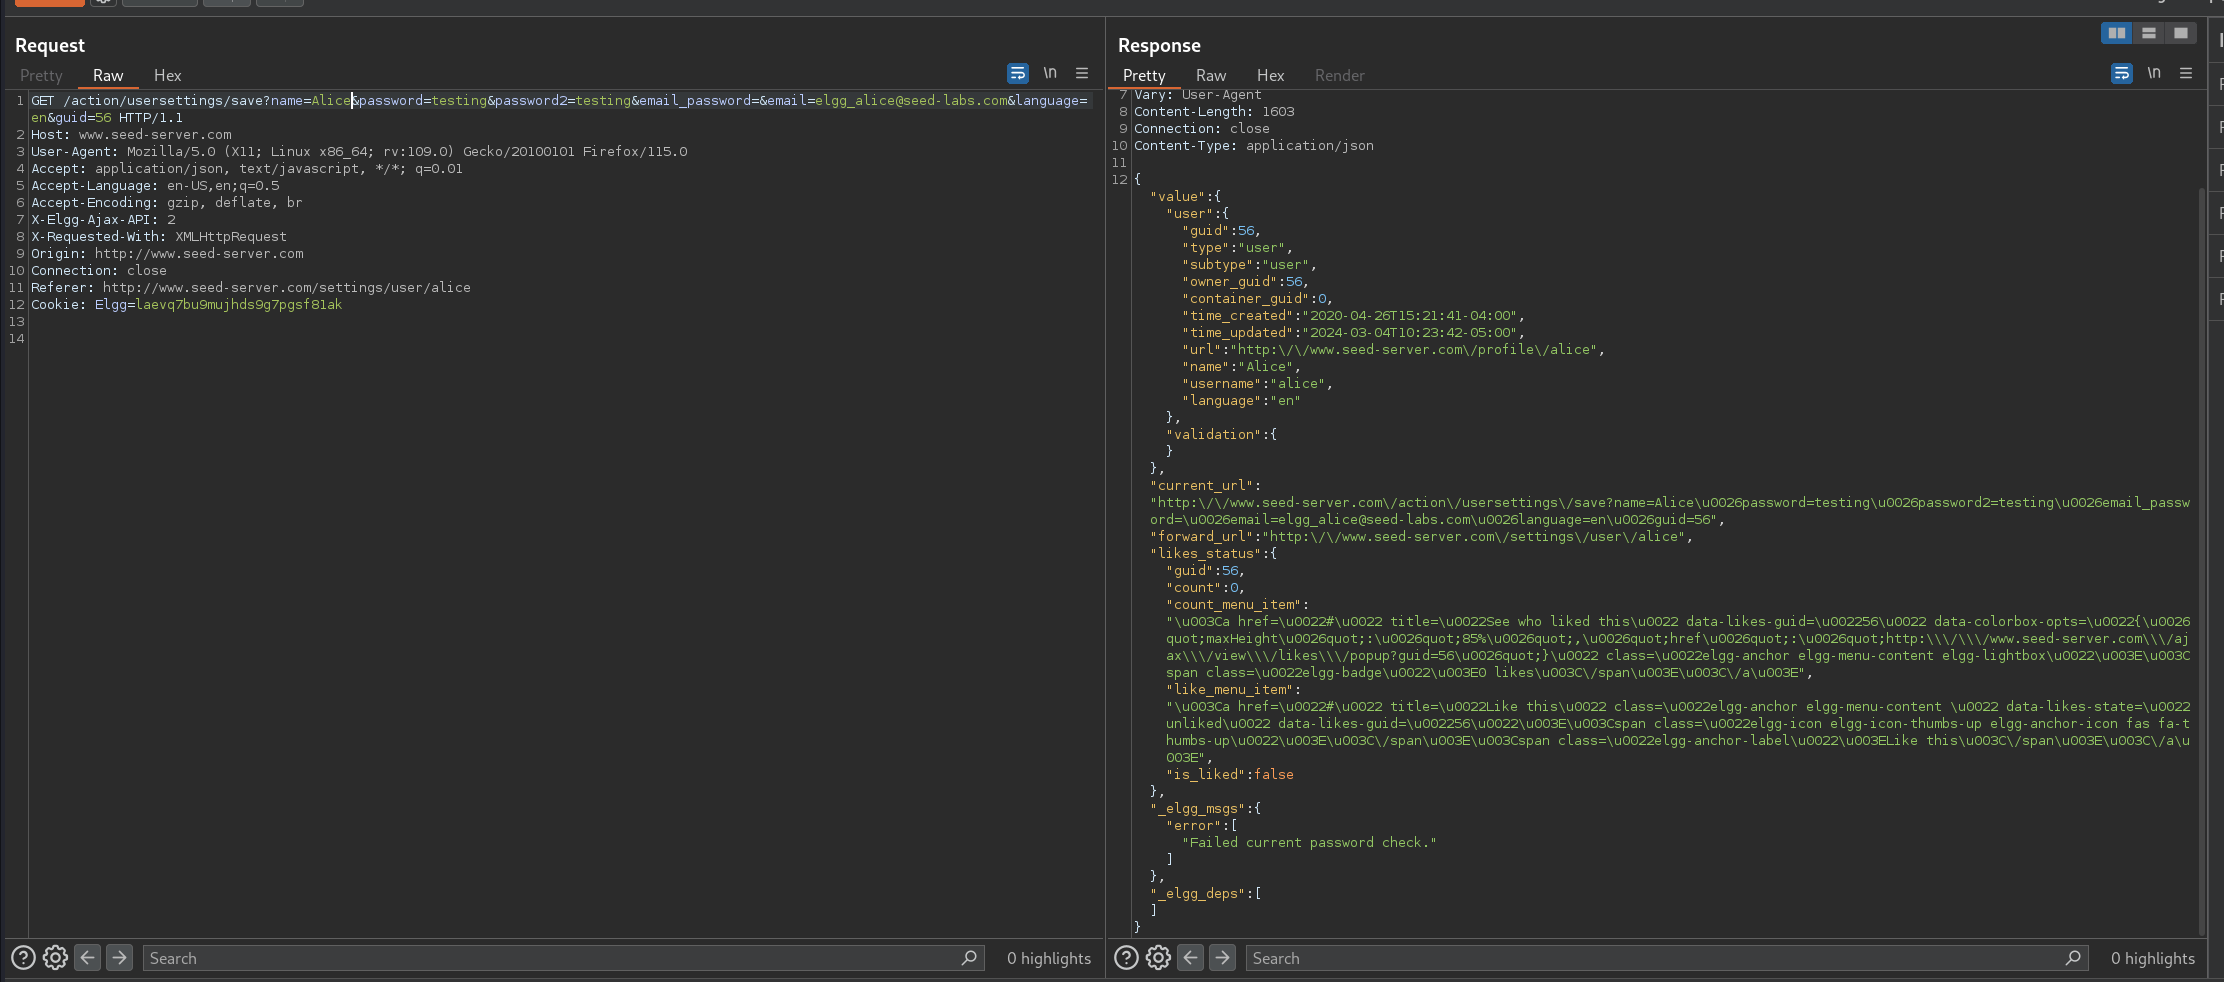 Request
Pretty Raw Hex
\n
1 GET /action/usersettings/save?name=Alice&password=testing&password2=testing&email_password=&email=elgg_alice@seed-labs.com&language=
en&guid=56 HTTP/1.1
2 Host: www.seed-server.com
3 User-Agent: Mozilla/5.0 (X11; Linux x86_64; rv:109.0) Gecko/20100101 Firefox/115.0
4 Accept: application/json, text/javascript, */*; q=0.01
5 Accept-Language: en-US,en;q=0.5
6 Accept-Encoding: gzip, deflate, br
7 X-Elgg-Ajax-API: 2
8 X-Requested-With: XMLHttpRequest
9 Origin: http://www.seed-server.com
10 Connection: close
11 Referer: http://www.seed-server.com/settings/user/alice
12 Cookie: Elgg=laevq7bu9mujhds9g7pgsf81ak
13
14
Search
0 highlights
Response
Pretty Raw Hex Render
\n
7 Vary: User-Agent
8 Content-Length: 1603
9 Connection: close
10 Content-Type: application/json
11
12 {
"value":{
"user":{
"guid":56,
"type":"user",
"subtype":"user",
"owner_guid":56,
"container_guid":0,
"time_created":"2020-04-26T15:21:41-04:00",
"time_updated":"2024-03-04T10:23:42-05:00",
"url":"http:\/\/www.seed-server.com\/profile\/alice",
"name":"Alice",
"username":"alice",
"language":"en"
},
"validation":{
}
},
"current_url":
"http:\/\/www.seed-server.com\/action\/usersettings\/save?name=Alice\u0026password=testing\u0026password2=testing\u0026email_passw
ord=\u0026email=elgg_alice@seed-labs.com\u0026language=en\u0026guid=56",
"forward_url":"http:\/\/www.seed-server.com\/settings\/user\/alice",
"likes_status":{
"guid":56,
"count":0,
"count_menu_item":
"\u003Ca href=\u0022#\u0022 title=\u0022See who liked this\u0022 data-likes-guid=\u002256\u0022 data-colorbox-opts=\u0022{\u0026
quot;maxHeight\u0026quot;:\u0026quot;85%\u0026quot;,\u0026quot;href\u0026quot;:\u0026quot;http:\\\/\\\/www.seed-server.com\\\/aj
ax\\\/view\\\/likes\\\/popup?guid=56\u0026quot;}\u0022 class=\u0022elgg-anchor elgg-menu-content elgg-lightbox\u0022\u003E\u003C
span class=\u0022elgg-badge\u0022\u003E0 likes\u003C\/span\u003E\u003C\/a\u003E",
"like_menu_item":
"\u003Ca href=\u0022#\u0022 title=\u0022Like this\u0022 class=\u0022elgg-anchor elgg-menu-content \u0022 data-likes-state=\u0022
unliked\u0022 data-likes-guid=\u002256\u0022\u003E\u003Cspan class=\u0022elgg-icon elgg-icon-thumbs-up elgg-anchor-icon fas fa-t
humbs-up\u0022\u003E\u003C\/span\u003E\u003Cspan class=\u0022elgg-anchor-label\u0022\u003ELike this\u003C\/span\u003E\u003C\/a\u
003E",
"is_liked":false
},
"_elgg_msgs":{
"error":[
"Failed current password check."
]
},
"_elgg_deps":[
]
}
Search
0 highlights